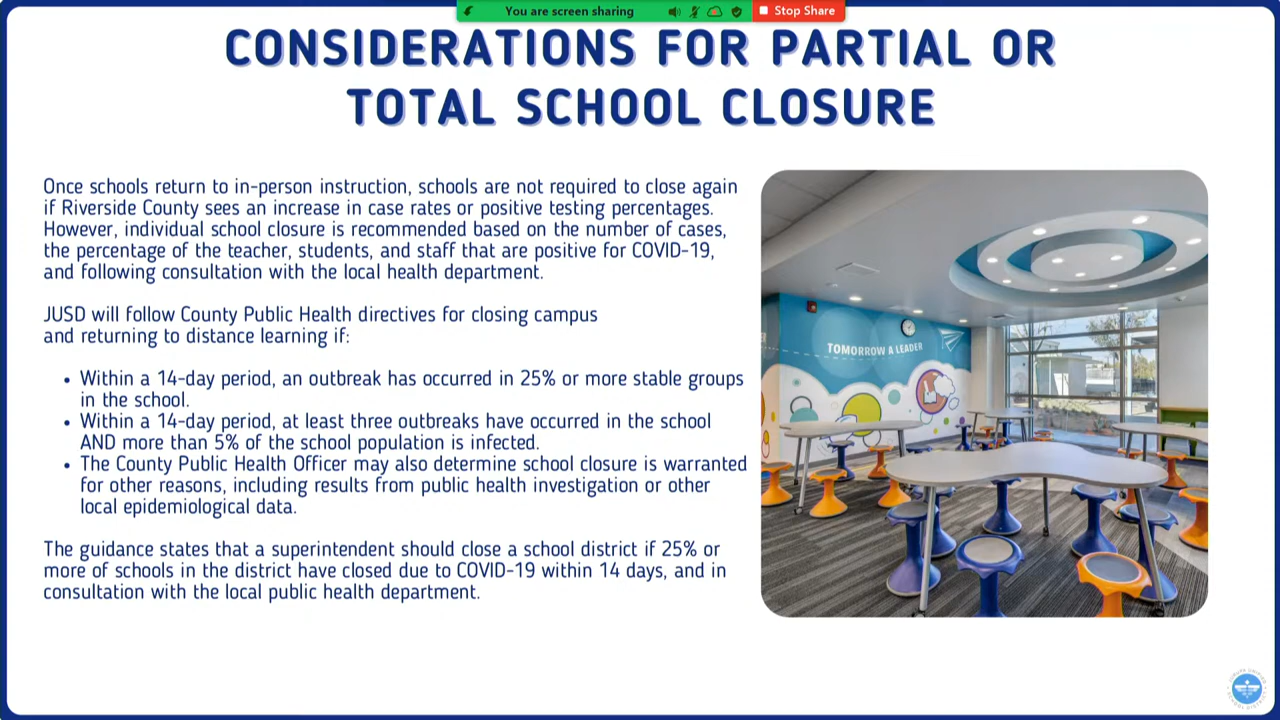 You are screen sharing
Stop Share
CONSIDERATIONS FOR PARTIAL OR
TOTAL SCHOOL CLOSURE
Once schools return to in-person instruction, schools are not required to close again
if Riverside County sees an increase in case rates or positive testing percentages.
However, individual school closure is recommended based on the number of cases,
the percentage of the teacher, students, and staff that are positive for COVID-19,
and following consultation with the local health department.
JUSD will follow County Public Health directives for closing campus
and returning to distance learning if:
• Within a 14-day period, an outbreak has occurred in 25% or more stable groups
in the school.
• Within a 14-day period, at least three outbreaks have occurred in the school
AND more than 5% of the school population is infected.
• The County Public Health Officer may also determine school closure is warranted
for other reasons, including results from public health investigation or other
local epidemiological data.
The guidance states that a superintendent should close a school district if 25% or
more of schools in the district have closed due to COVID-19 within 14 days, and in
consultation with the local public health department.
TOMORROW A LEADER